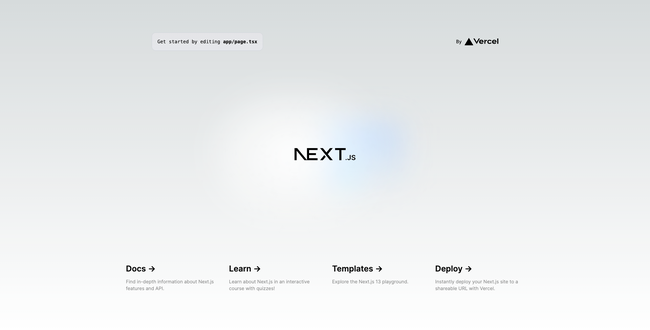 Get started by editing app/page.tsx
By Vercel
NEXT.JS
Docs →
Find in-depth information about Next.js
features and API.
Learn →
Learn about Next.js in an interactive
course with quizzes!
Templates →
Explore the Next.js 13 playground.
Deploy →
Instantly deploy your Next.js site to a
shareable URL with Vercel.